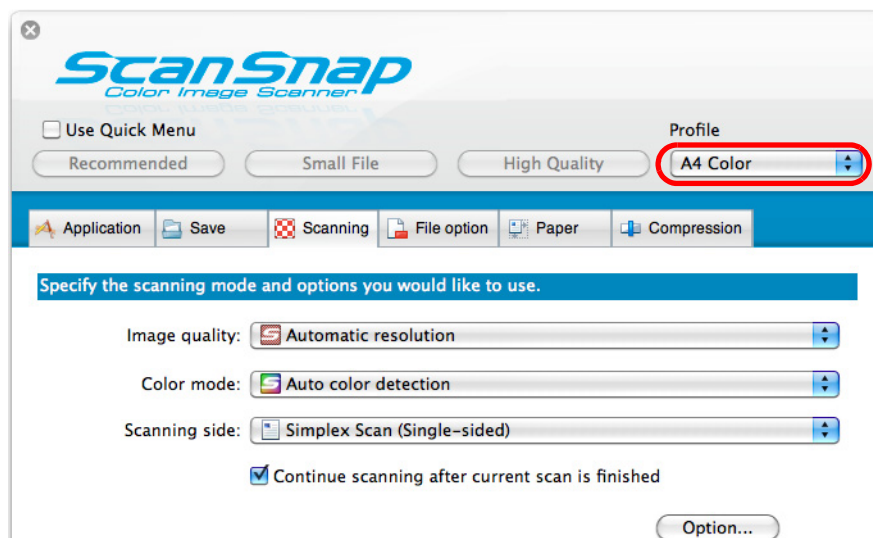 ScanSnap
Color Image Scanner
Use Quick Menu
Profile
Recommended
Small File
High Quality
A4 Color
Application
Save
Scanning
File option
Paper
Compression
Specify the scanning mode and options you would like to use.
Image quality: Automatic resolution
Color mode: Auto color detection
Scanning side: Simplex Scan (Single-sided)
Continue scanning after current scan is finished
Option...